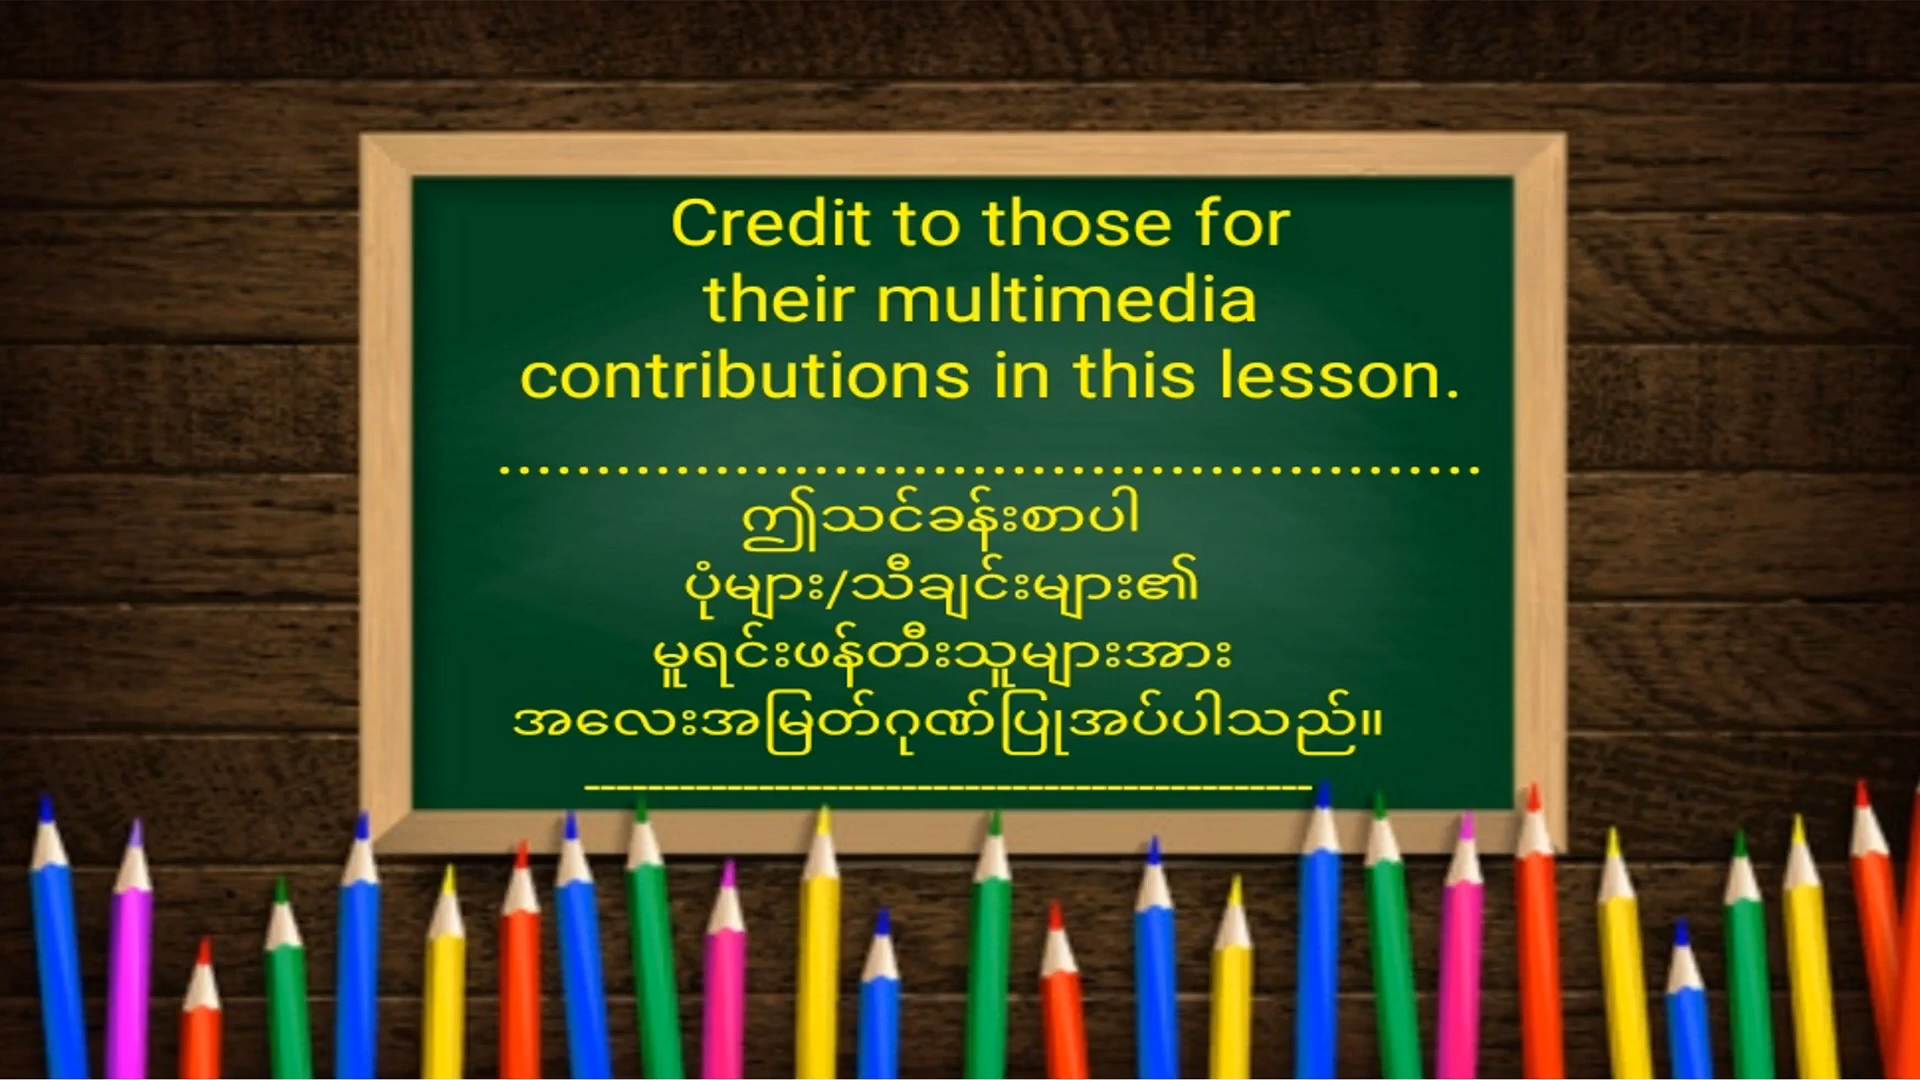 Credit to those for
their multimedia
contributions in this lesson.
..................................................
ဤသင်ခန်းစာပါ
ပုံများ/သီချင်းများ၏
မူရင်းဖန်တီးသူများအား
အလေးအမြတ်ဂုဏ်ပြုအပ်ပါသည်။
----------------------------------------------